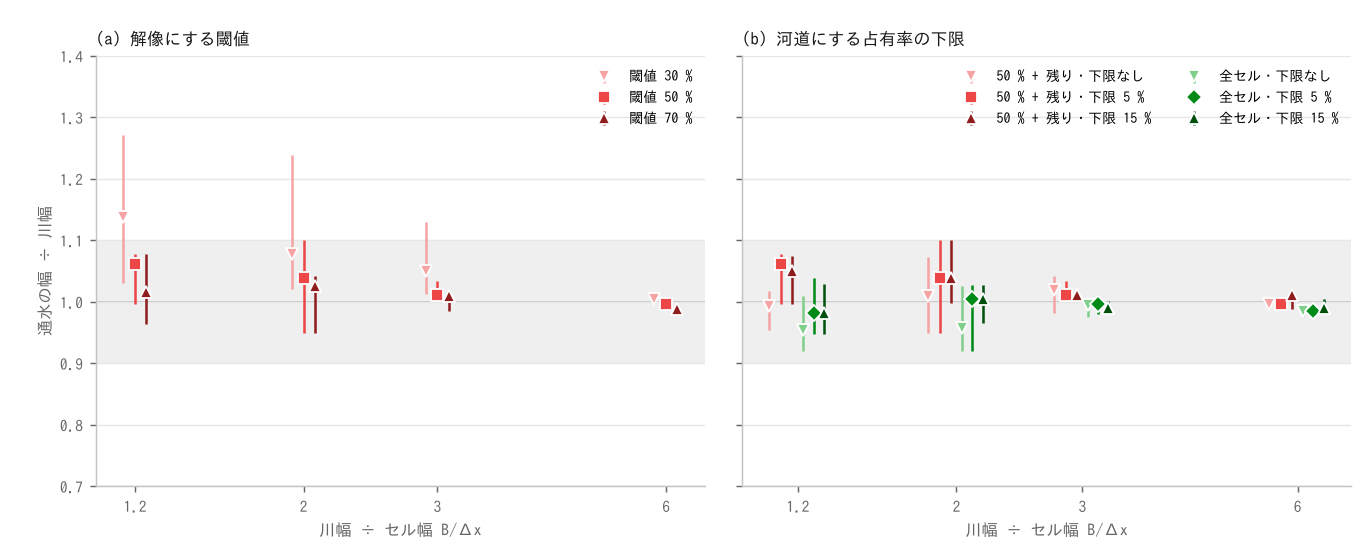 (a) 解像にする閾値
1.4
1.3
1.2
1.1
1.0
0.9
0.8
0.7
通水の幅 ÷ 川幅
閾値 30 %
閾値 50 %
閾値 70 %
1.2
2
3
6
川幅 ÷ セル幅 B/Δx
(b) 河道にする占有率の下限
50 % + 残り・下限なし
50 % + 残り・下限 5 %
50 % + 残り・下限 15 %
全セル・下限なし
全セル・下限 5 %
全セル・下限 15 %
1.2
2
3
6
川幅 ÷ セル幅 B/Δx